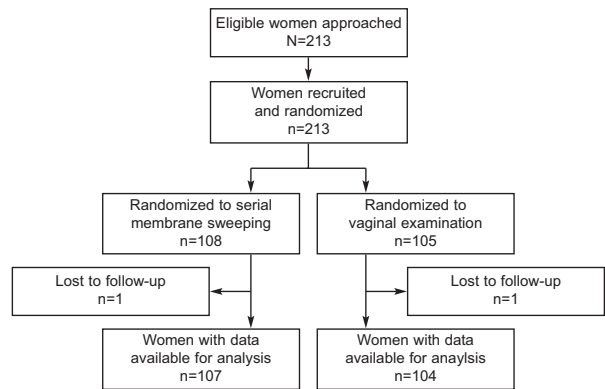 Eligible women approached
N=213
Women recruited
and randomized
n=213
Randomized to serial
membrane sweeping
n=108
Randomized to
vaginal examination
n=105
Lost to follow-up
n=1
Lost to follow-up
n=1
Women with data
available for analysis
n=107
Women with data
available for anaylsis
n=104